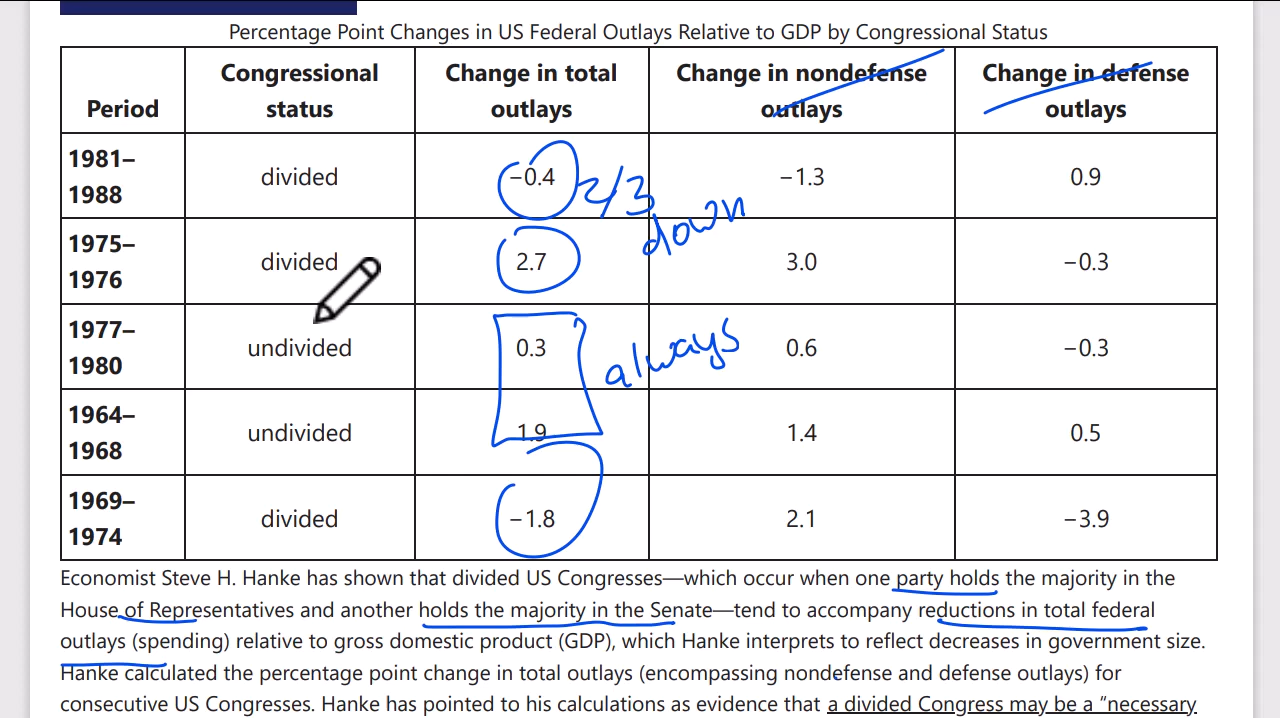 Percentage Point Changes in US Federal Outlays Relative to GDP by Congressional Status
Period
Congressional status
Change in total outlays
Change in nondefense outlays
Change in defense outlays
1981–1988
divided
−0.4
−1.3
0.9
2/3 down
1975–1976
divided
2.7
3.0
−0.3
1977–1980
undivided
0.3
0.6
−0.3
always
1964–1968
undivided
1.9
1.4
0.5
1969–1974
divided
−1.8
2.1
−3.9
Economist Steve H. Hanke has shown that divided US Congresses—which occur when one party holds the majority in the
House of Representatives and another holds the majority in the Senate—tend to accompany reductions in total federal
outlays (spending) relative to gross domestic product (GDP), which Hanke interprets to reflect decreases in government size.
Hanke calculated the percentage point change in total outlays (encompassing nondefense and defense outlays) for
consecutive US Congresses. Hanke has pointed to his calculations as evidence that a divided Congress may be a “necessary